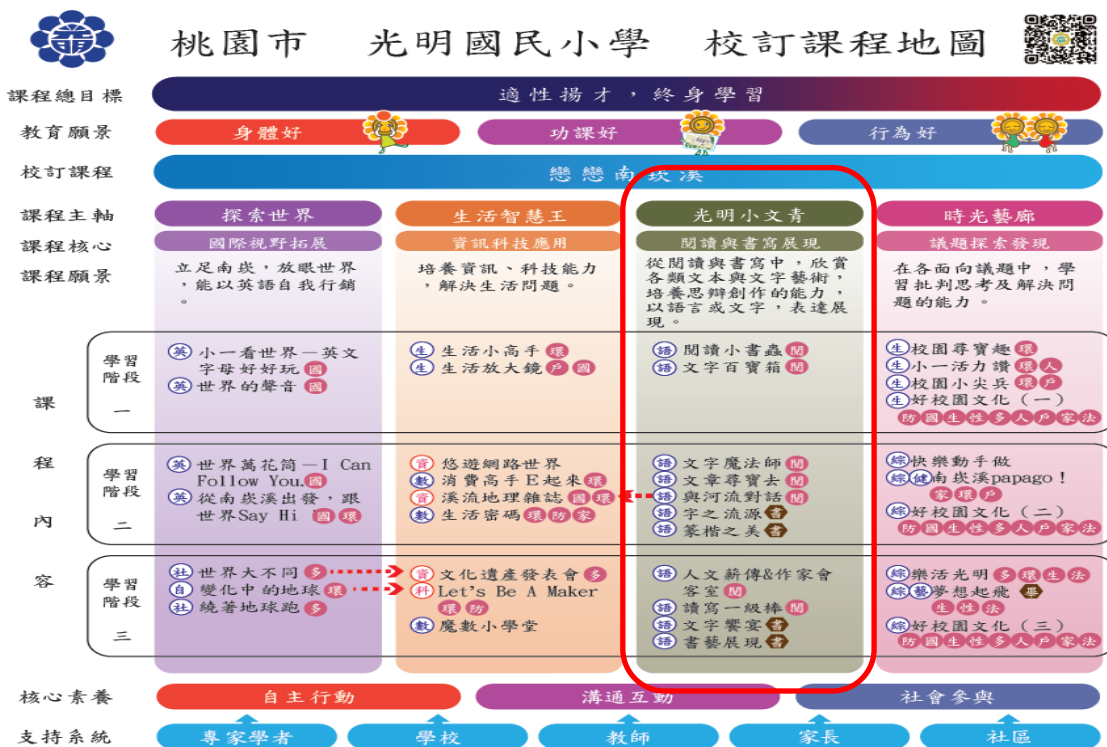 桃園市 光明國民小學 校訂課程地圖
課程總目標
適性揚才，終身學習
教育願景
身體好
功課好
行為好
校訂課程
戀戀南崁溪
課程主軸
探索世界
生活智慧王
光明小文青
時光藝廊
課程核心
國際視野拓展
資訊科技應用
閱讀與書寫展現
議題探索發現
課程願景
立足南崁，放眼世界
，能以英語自我行銷
。
培養資訊、科技能力
，解決生活問題。
從閱讀與書寫中，欣賞
各類文本與文字藝術，
培養思辯創作的能力，
以語言或文字，表達展
現。
在各面向議題中，學
習批判思考及解決問
題的能力。
課
程
內
容
學習
階段
一
英 小一看世界－英文
字母好好玩 國
英 世界的聲音 國
生 生活小高手 環
生 生活放大鏡 戶 國
語 閱讀小書蟲 閱
語 文字百寶箱 閱
生 校園尋寶趣 環
生 小一活力讚 環 人
生 校園小尖兵 環 戶
生 好校園文化（一）
防 國 生 性 多 人 戶 家 法
學習
階段
二
英 世界萬花筒－I Can
Follow You. 國
英 從南崁溪出發，跟
世界Say Hi 國 環
資 悠遊網路世界
數 消費高手E起來 環
資 溪流地理雜誌 國 環
數 生活密碼 環 防 家
語 文字魔法師 閱
語 文章尋寶去 閱
語 與河流對話 閱
語 字之流源 書
語 篆楷之美 書
綜 快樂動手做
綜 健 南崁溪papago！
家 環 戶
綜 好校園文化（二）
防 國 生 性 多 人 戶 家 法
學習
階段
三
社 世界大不同 多
自 變化中的地球 環
社 繞著地球跑 多
資 文化遺產發表會 多
科 Let's Be A Maker
環 防
數 魔數小學堂
語 人文薪傳&作家會
客室 閱
語 讀寫一級棒 閱
語 文字饗宴 書
語 書藝展現 書
綜 樂活光明 多 環 生 法
綜 藝 夢想起飛 畢
生 性 法
綜 好校園文化（三）
防 國 生 性 多 人 戶 家 法
核心素養
自主行動
溝通互動
社會參與
支持系統
專家學者
學校
教師
家長
社區